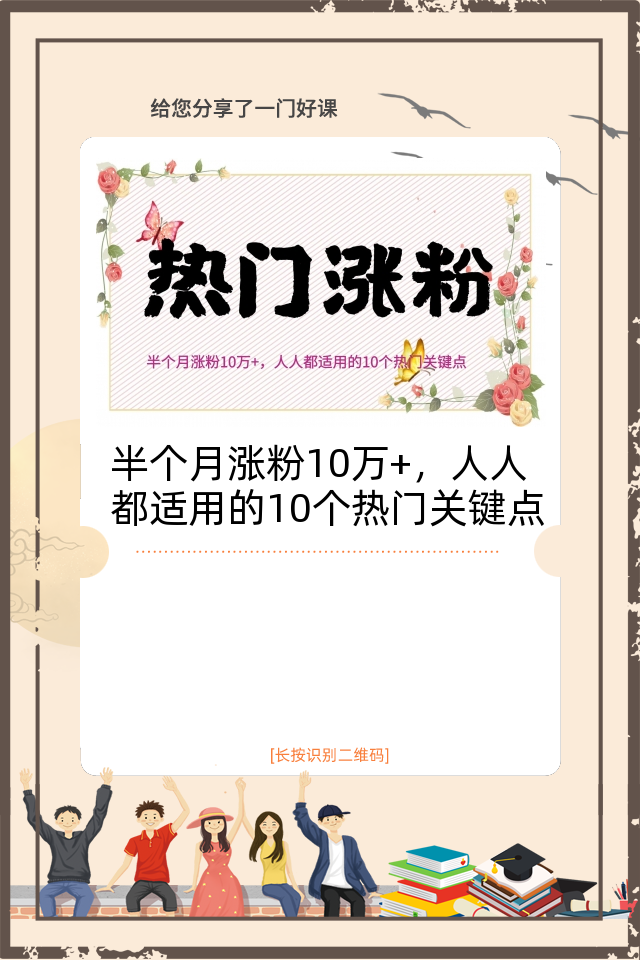 给您分享了一门好课
热门涨粉
半个月涨粉10万+，人人都适用的10个热门关键点
半个月涨粉10万+，人人
都适用的10个热门关键点
[长按识别二维码]